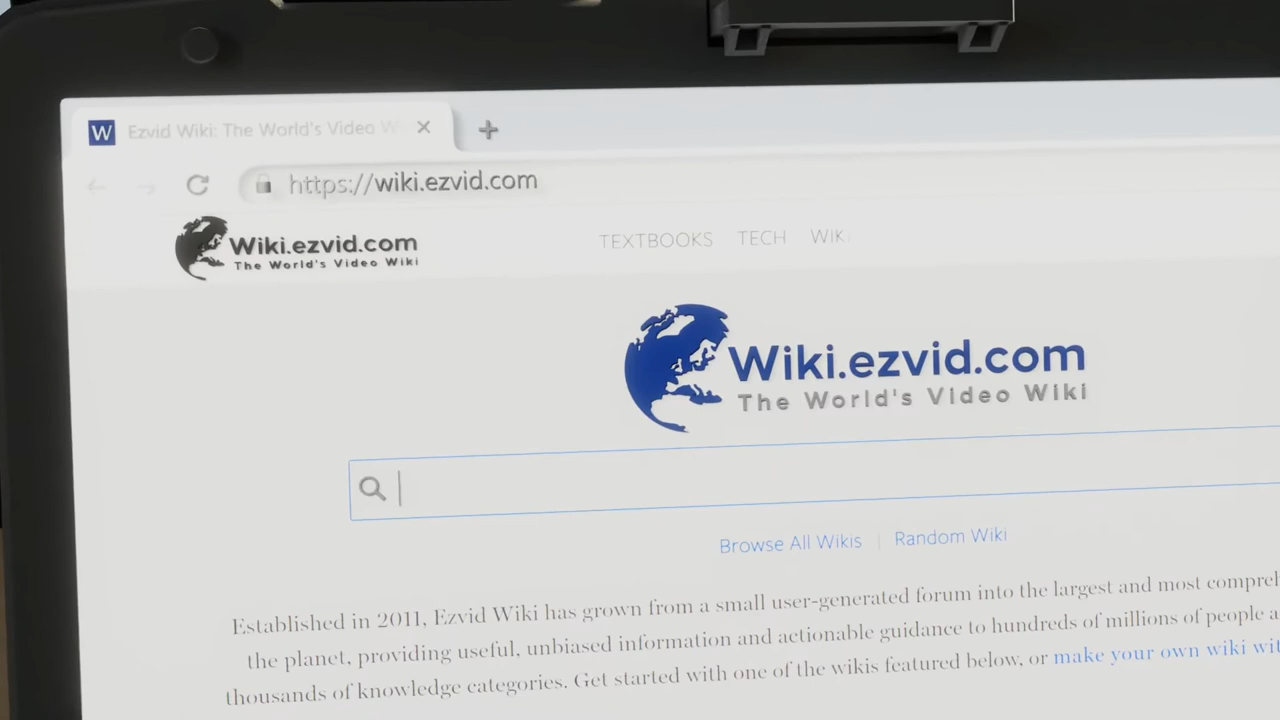 W Ezvid Wiki: The World's Video W
https://wiki.ezvid.com
Wiki.ezvid.com
The World's Video Wiki
TEXTBOOKS TECH WIKI
Wiki.ezvid.com
The World's Video Wiki
Browse All Wikis | Random Wiki
Established in 2011, Ezvid Wiki has grown from a small user-generated forum into the largest and most
the planet, providing useful, unbiased information and actionable guidance to hundreds of millions of people
thousands of knowledge categories. Get started with one of the wikis featured below, or make your own wiki